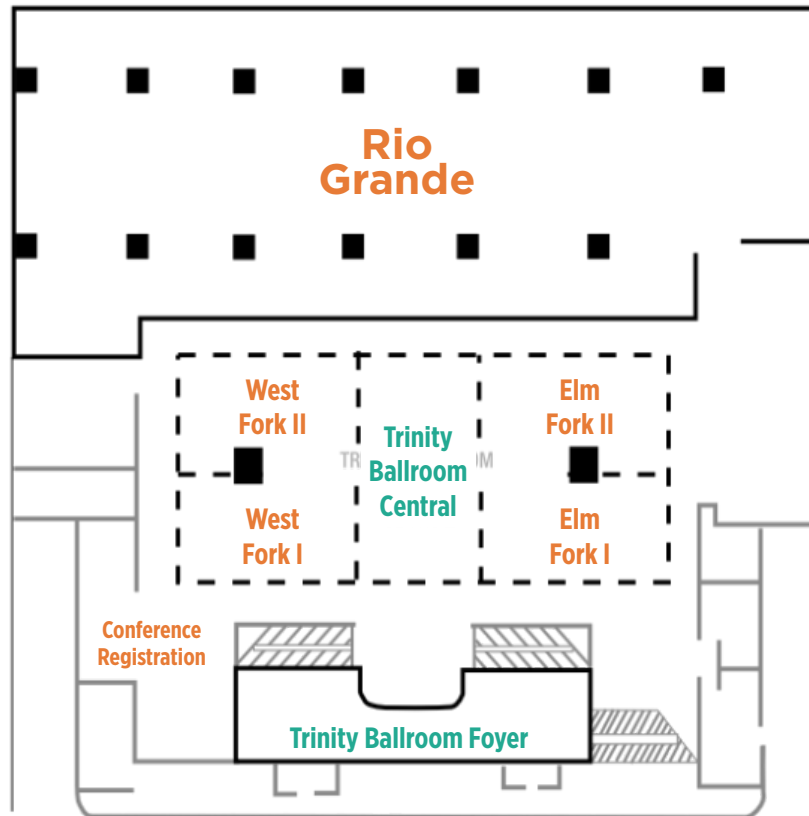 Rio
Grande
West
Fork II
Elm
Fork II
Trinity
Ballroom
Central
West
Fork I
Elm
Fork I
Conference
Registration
Trinity Ballroom Foyer